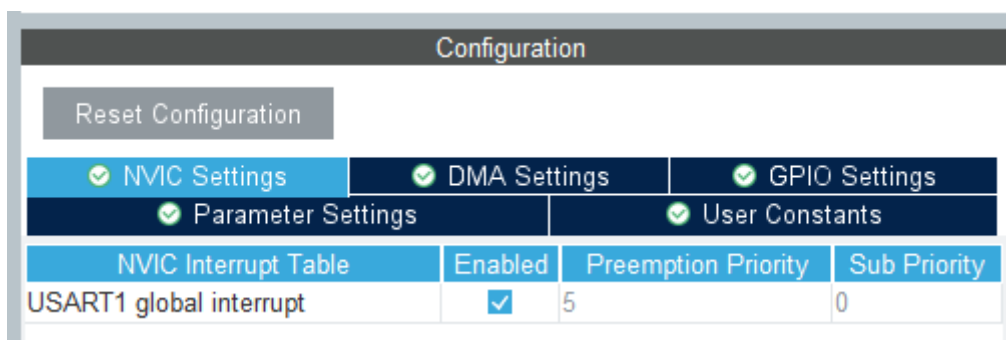 Configuration
Reset Configuration
NVIC Settings DMA Settings GPIO Settings
Parameter Settings User Constants
NVIC Interrupt Table Enabled Preemption Priority Sub Priority
USART1 global interrupt 5 0